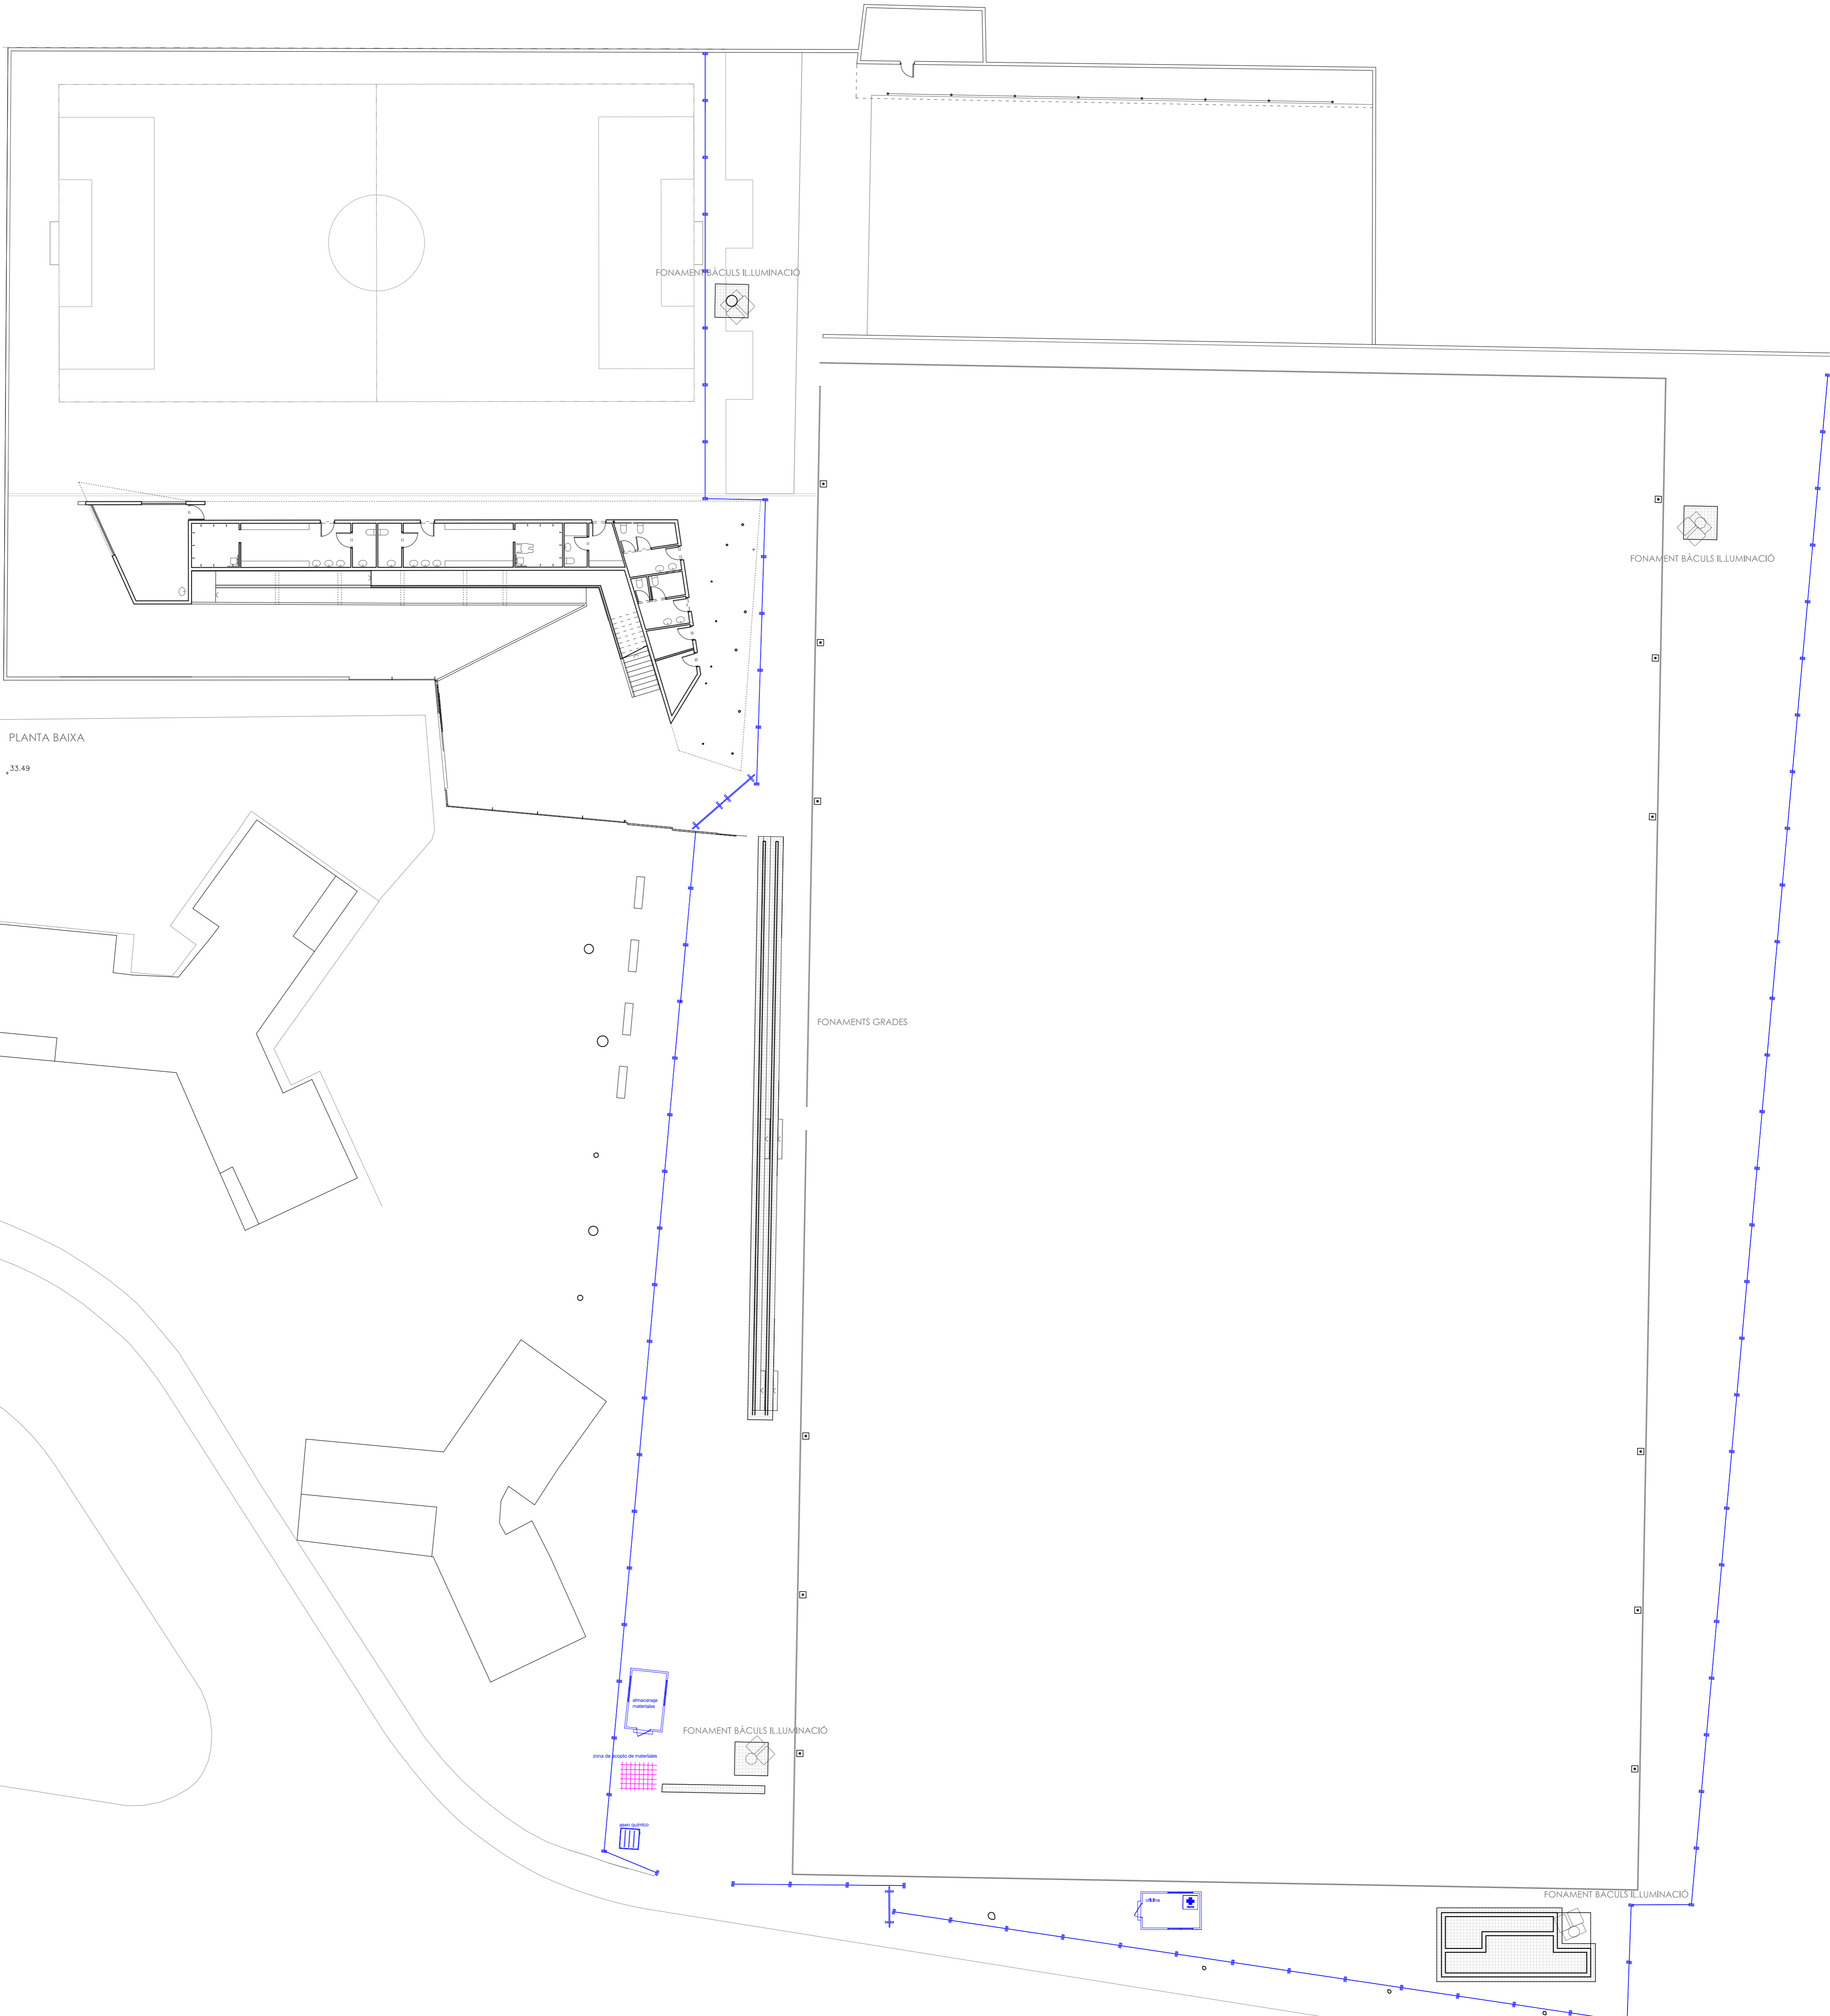 FONAMENT BÀCULS IL.LUMINACIÓ
FONAMENT BÀCULS IL.LUMINACIÓ
PLANTA BAIXA
33.49
FONAMENTS GRADES
almacenaje
materiales
FONAMENT BÀCULS IL.LUMINACIÓ
zona de acopio de materiales
aseo químico
FONAMENT BÀCULS IL.LUMINACIÓ
oficina